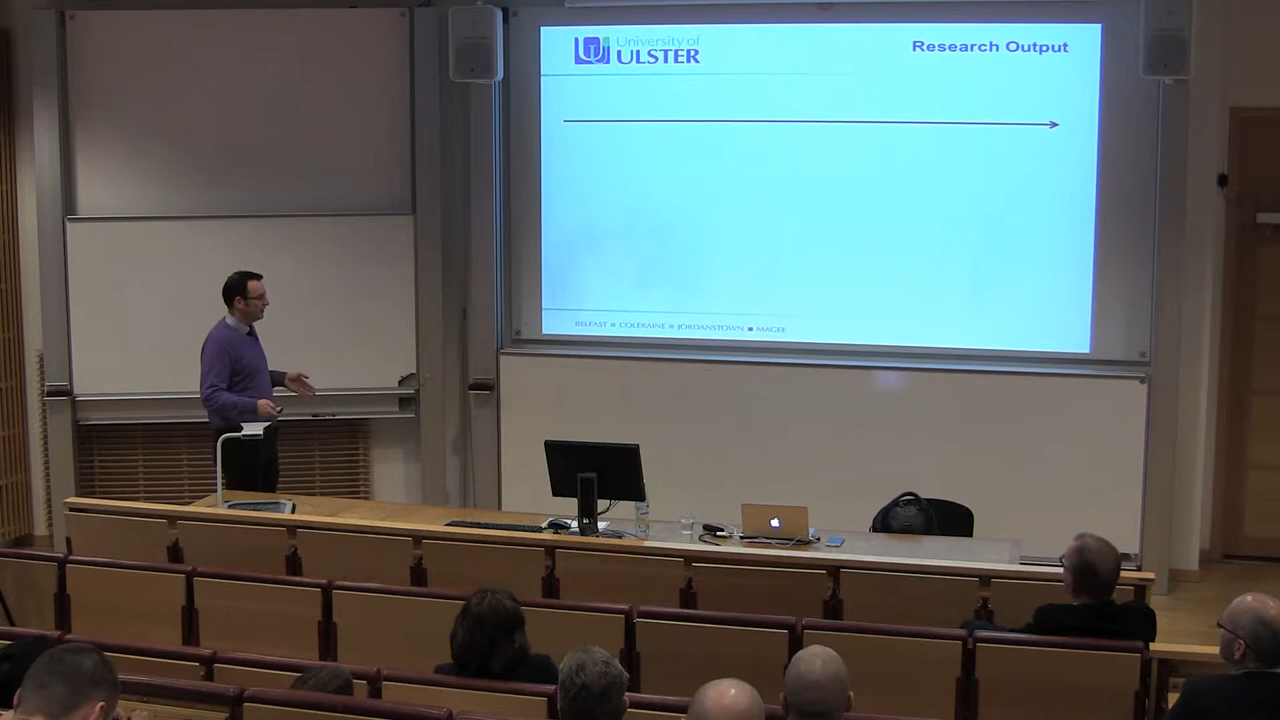 University of
ULSTER
Research Output
BELFAST ■ COLERAINE ■ JORDANSTOWN ■ MAGEE